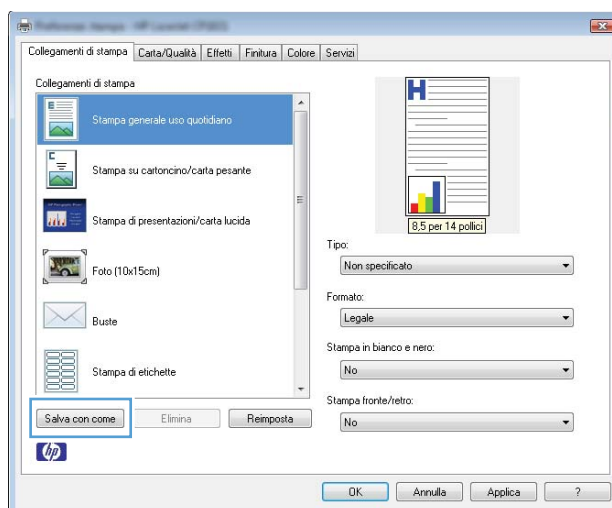 Collegamenti di stampa
Carta/Qualità
Effetti
Finitura
Colore
Servizi
Collegamenti di stampa
E
Stampa generale uso quotidiano
C
Stampa su cartoncino/carta pesante
Stampa di presentazioni/carta lucida
Foto (10x15cm)
Buste
Stampa di etichette
Salva con come
Elimina
Reimposta
hp
H
8,5 per 14 pollici
Tipo:
Non specificato
Formato:
Legale
Stampa in bianco e nero:
No
Stampa fronte/retro:
No
OK
Annulla
Applica
?